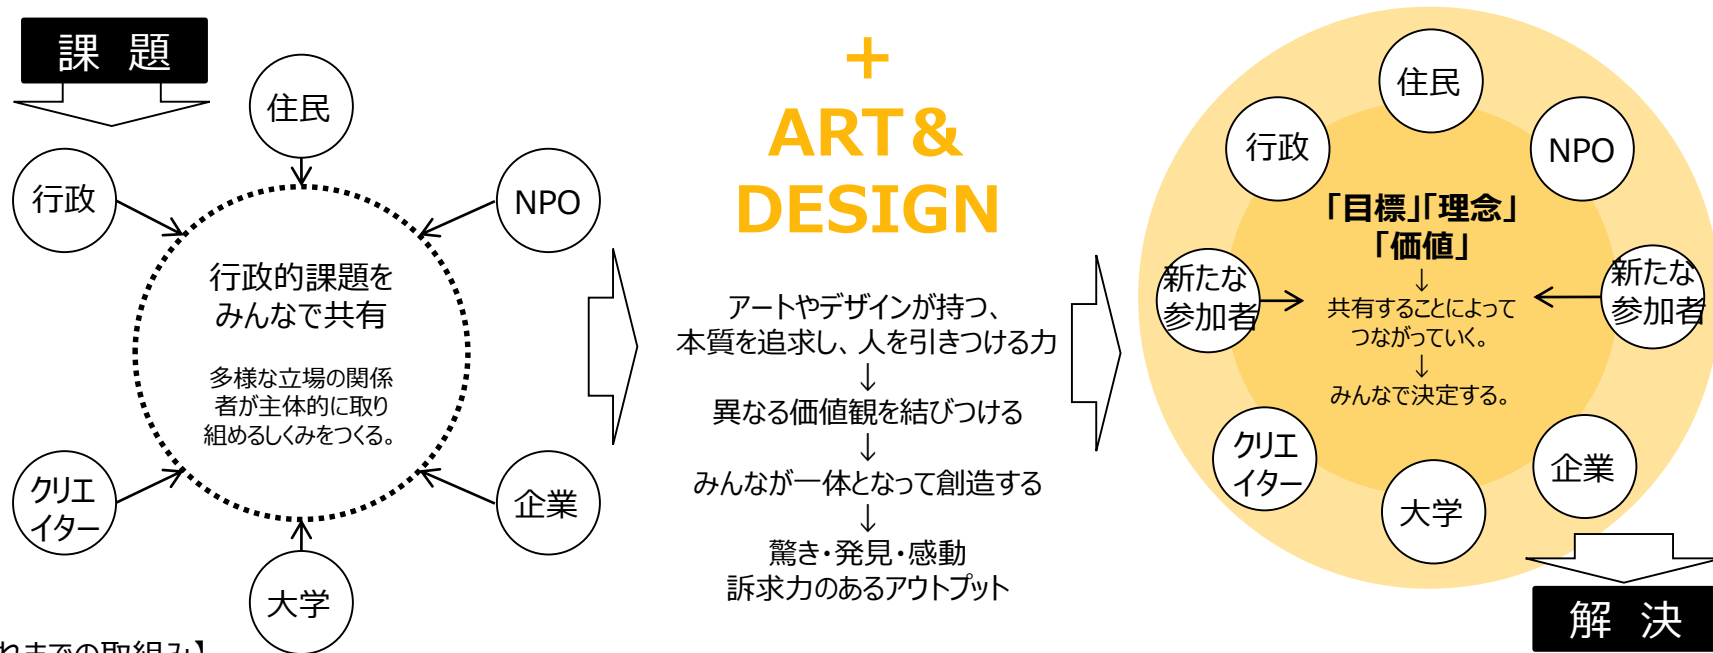 課 題
住民
行政
NPO
行政的課題を
みんなで共有
多様な立場の関係
者が主体的に取り
組めるしくみをつくる。
クリエ
イター
企業
大学
れまでの取組み】
+
ART&
DESIGN
アートやデザインが持つ、
本質を追求し、人を引きつける力
↓
異なる価値観を結びつける
↓
みんなが一体となって創造する
↓
驚き・発見・感動
訴求力のあるアウトプット
住民
行政
NPO
「目標」「理念」
「価値」
↓
共有することによって
つながっていく。
↓
みんなで決定する。
新たな
参加者
新たな
参加者
クリエ
イター
企業
大学
解 決